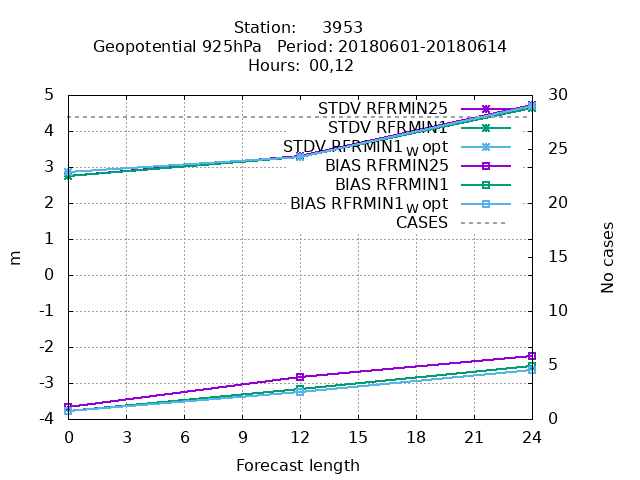 Station: 3953
Geopotential 925hPa Period: 20180601-20180614
Hours: 00,12
5
4
3
2
1
0
-1
-2
-3
-4
m
STDV RFRMIN25
STDV RFRMIN1
STDV RFRMIN1_w opt
BIAS RFRMIN25
BIAS RFRMIN1
BIAS RFRMIN1_w opt
CASES
30
25
20
15
10
5
0
No cases
0 3 6 9 12 15 18 21 24
Forecast length